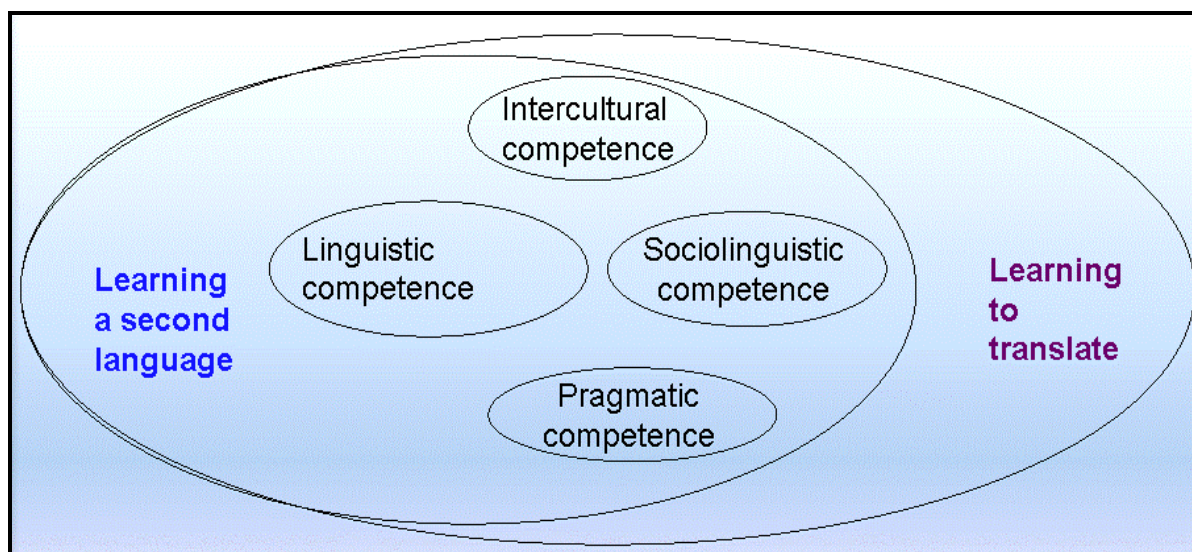 Intercultural
competence
Linguistic
competence
Sociolinguistic
competence
Learning
a second
language
Learning
to
translate
Pragmatic
competence